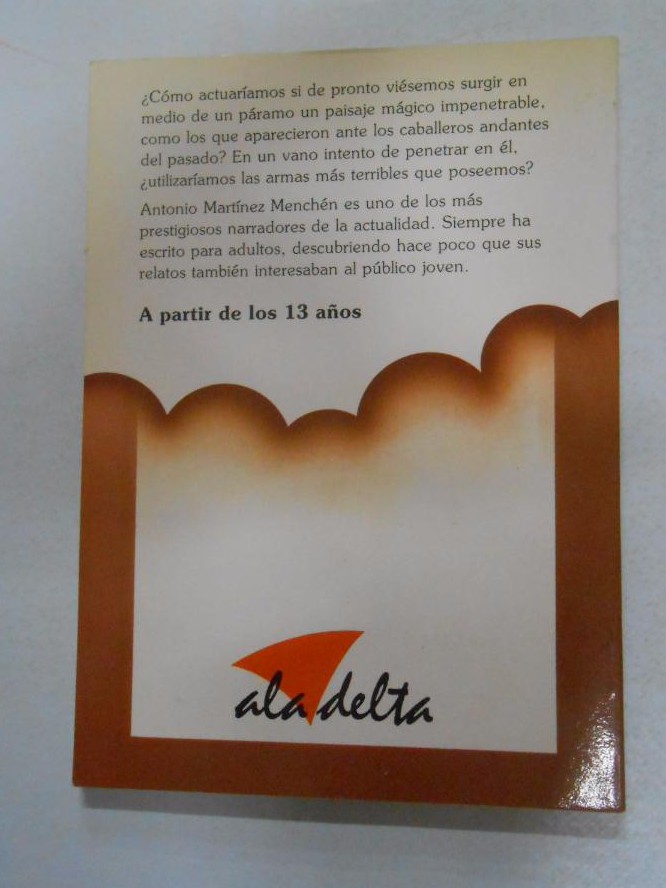 ¿Cómo actuaríamos si de pronto viésemos surgir en
medio de un páramo un paisaje mágico impenetrable,
como los que aparecieron ante los caballeros andantes
del pasado? En un vano intento de penetrar en él,
¿utilizaríamos las armas más terribles que poseemos?
Antonio Martínez Menchén es uno de los más
prestigiosos narradores de la actualidad. Siempre ha
escrito para adultos, descubriendo hace poco que sus
relatos también interesaban al público joven.
A partir de los 13 años
ala delta